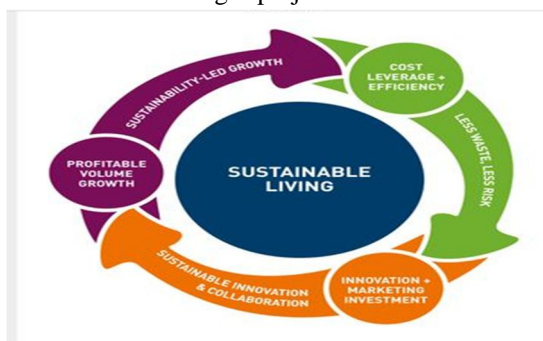 SUSTAINABILITY-LED GROWTH
COST
LEVERAGE +
EFFICIENCY
LESS WASTE, LESS RISK
PROFITABLE
VOLUME
GROWTH
SUSTAINABLE
LIVING
SUSTAINABLE INNOVATION
& COLLABORATION
INNOVATION +
MARKETING
INVESTMENT